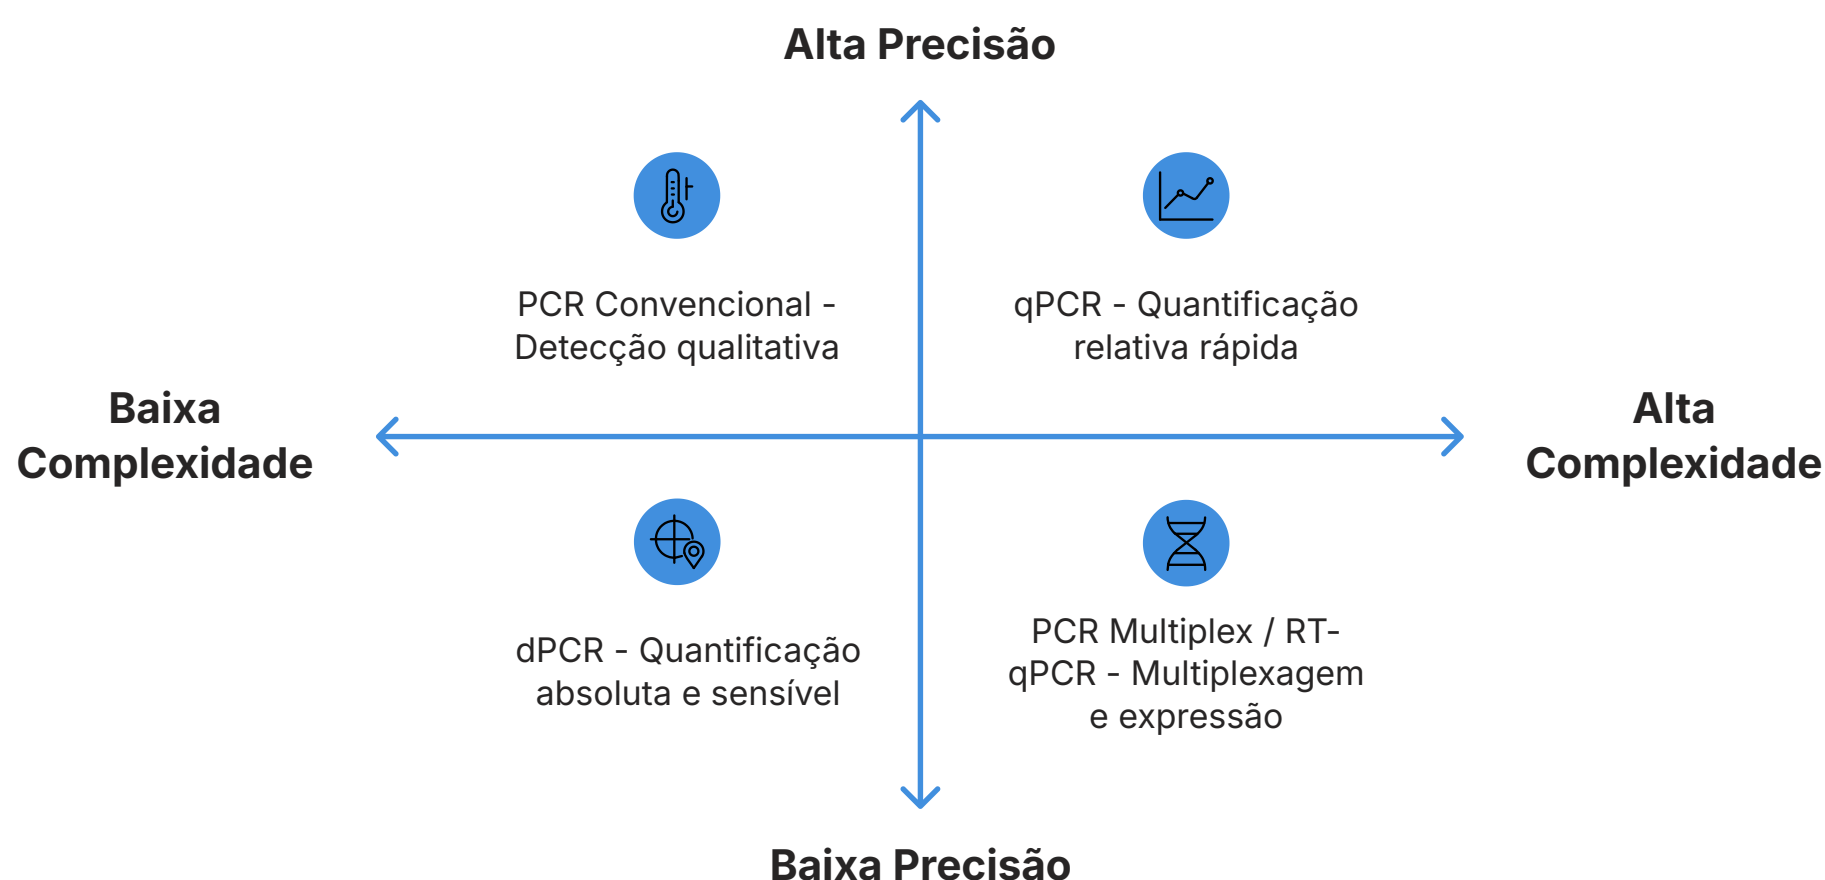 Alta Precisão
PCR Convencional -
Detecção qualitativa
qPCR - Quantificação
relativa rápida
Baixa
Complexidade
Alta
Complexidade
dPCR - Quantificação
absoluta e sensível
PCR Multiplex / RT-
qPCR - Multiplexagem
e expressão
Baixa Precisão